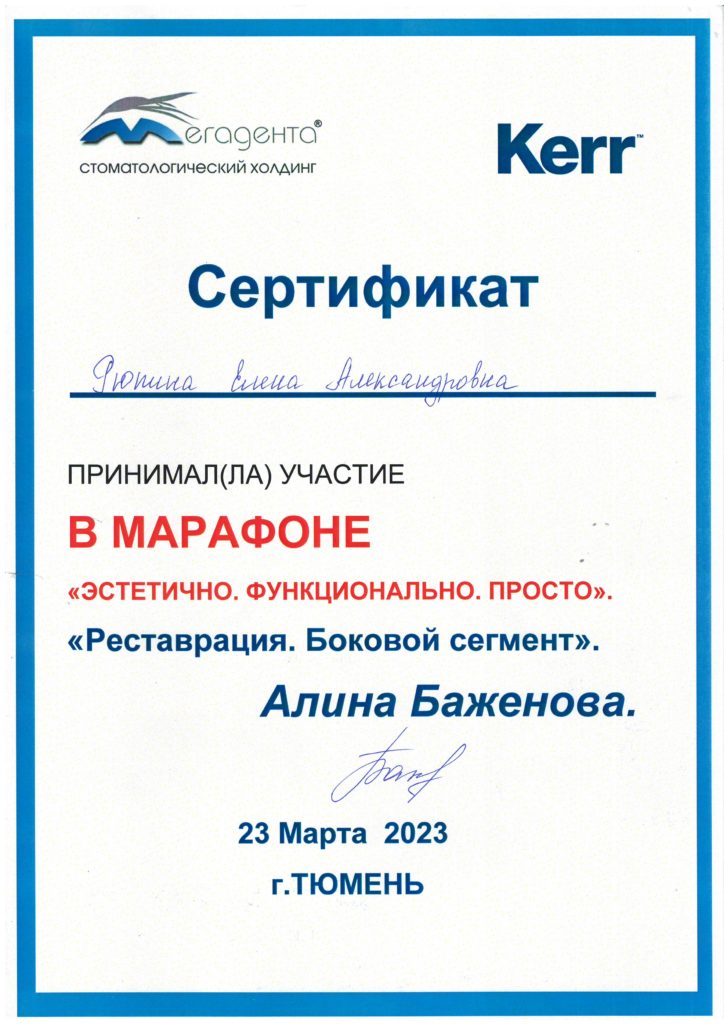 Мегадента®
стоматологический холдинг
Kerr™
Сертификат
Рюпина Елена Александровна
ПРИНИМАЛ(ЛА) УЧАСТИЕ
В МАРАФОНЕ
«ЭСТЕТИЧНО. ФУНКЦИОНАЛЬНО. ПРОСТО».
«Реставрация. Боковой сегмент».
Алина Баженова.
23 Марта 2023
г.ТЮМЕНЬ